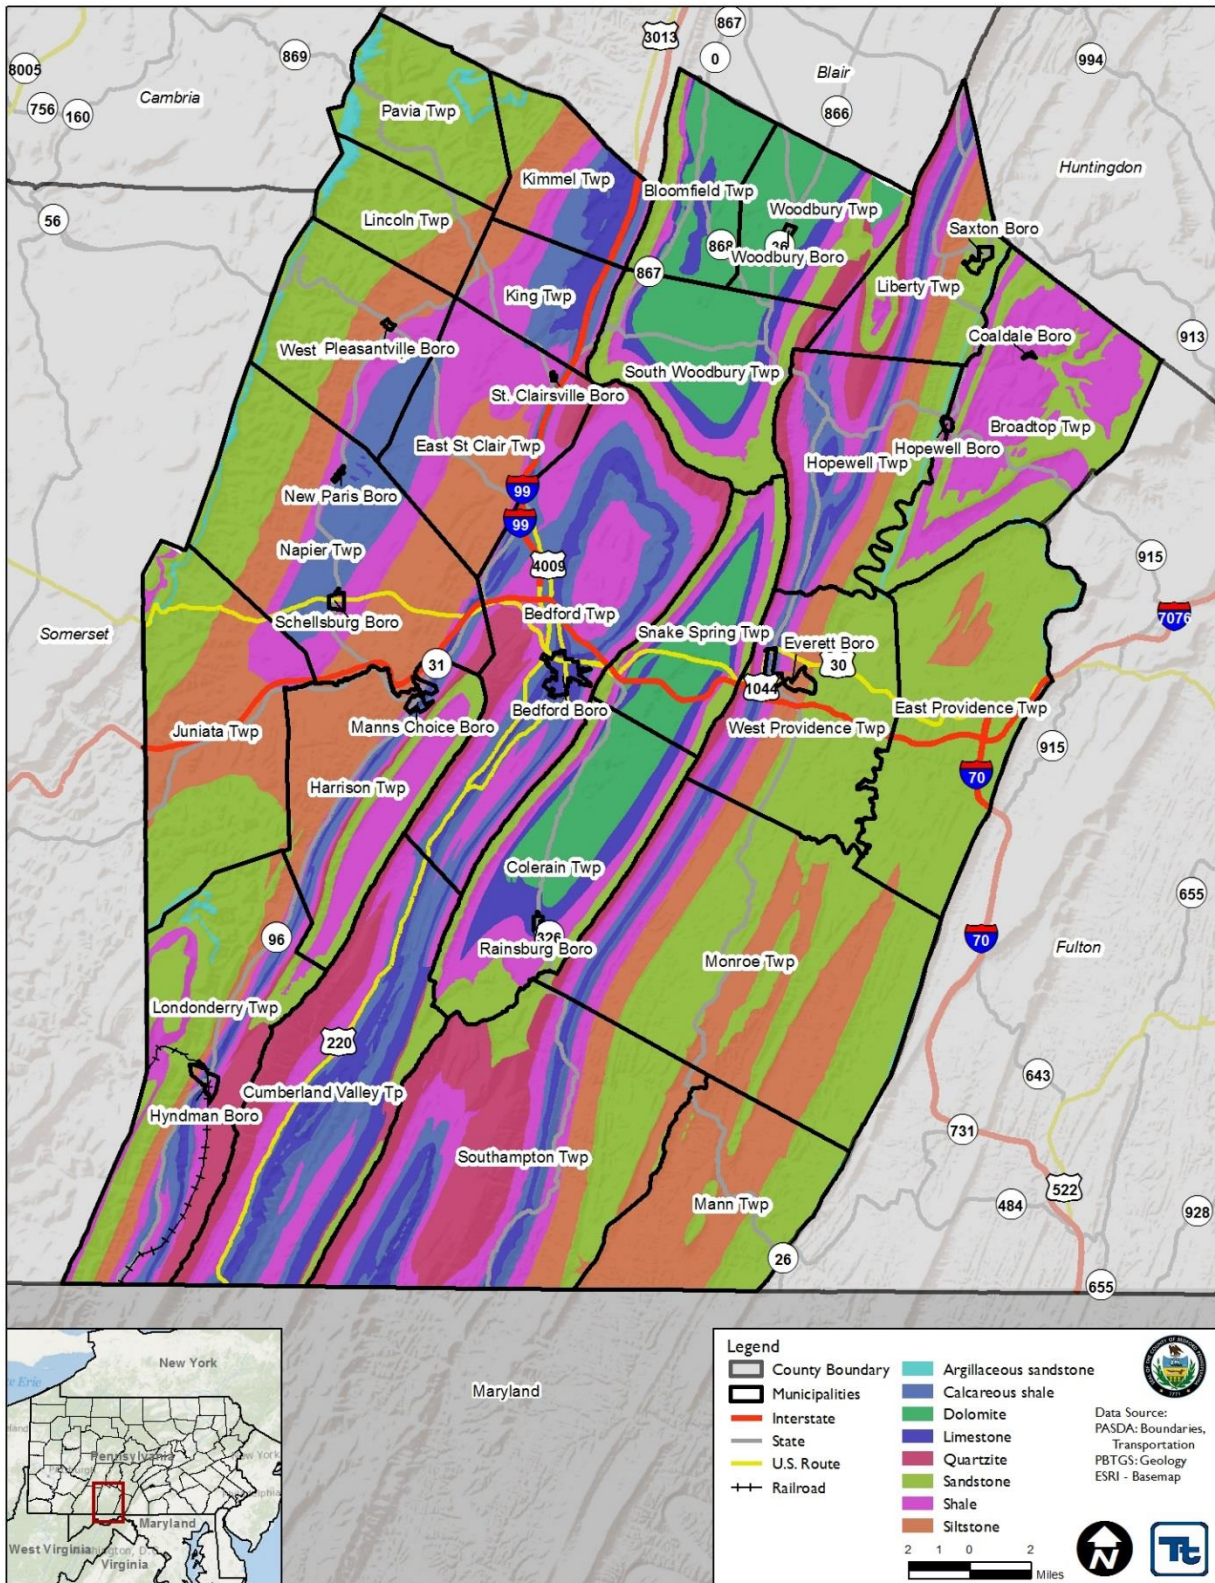 867
3013
869
0
994
8005
Blair
Cambria
756
160
866
Pavia Twp
Huntingdon
Kimmel Twp
Bloomfield Twp
Woodbury Twp
Lincoln Twp
56
Saxton Boro
868
36
Woodbury Boro
867
Liberty Twp
King Twp
913
Coaldale Boro
West
Pleasantville Boro
South Woodbury Twp
St. Clairsville Boro
Broadtop Twp
East St Clair Twp
Hopewell Boro
Hopewell Twp
99
New Paris Boro
99
Napier Twp
4009
915
Bedford Twp
7076
Schellsburg Boro
Somerset
Snake Spring Twp
Everett Boro
31
30
1044
Bedford Boro
East Providence Twp
Manns Choice Boro
West Providence Twp
Juniata Twp
915
70
Harrison Twp
Colerain Twp
655
96
326
70
Rainsburg Boro
Fulton
Monroe Twp
Londonderry Twp
220
643
Cumberland Valley Tp
Hyndman Boro
731
Southampton Twp
522
Mann Twp
484
928
26
655
Maryland
New York
Pennsylvania
Maryland
West Virginia
Virginia
Legend
County Boundary
Municipalities
Interstate
State
U.S. Route
Railroad
Argillaceous sandstone
Calcareous shale
Dolomite
Limestone
Quartzite
Sandstone
Shale
Siltstone
Data Source:
PASDA: Boundaries,
Transportation
PBTGS: Geology
ESRI - Basemap
N
Tt
2 1 0 2
Miles